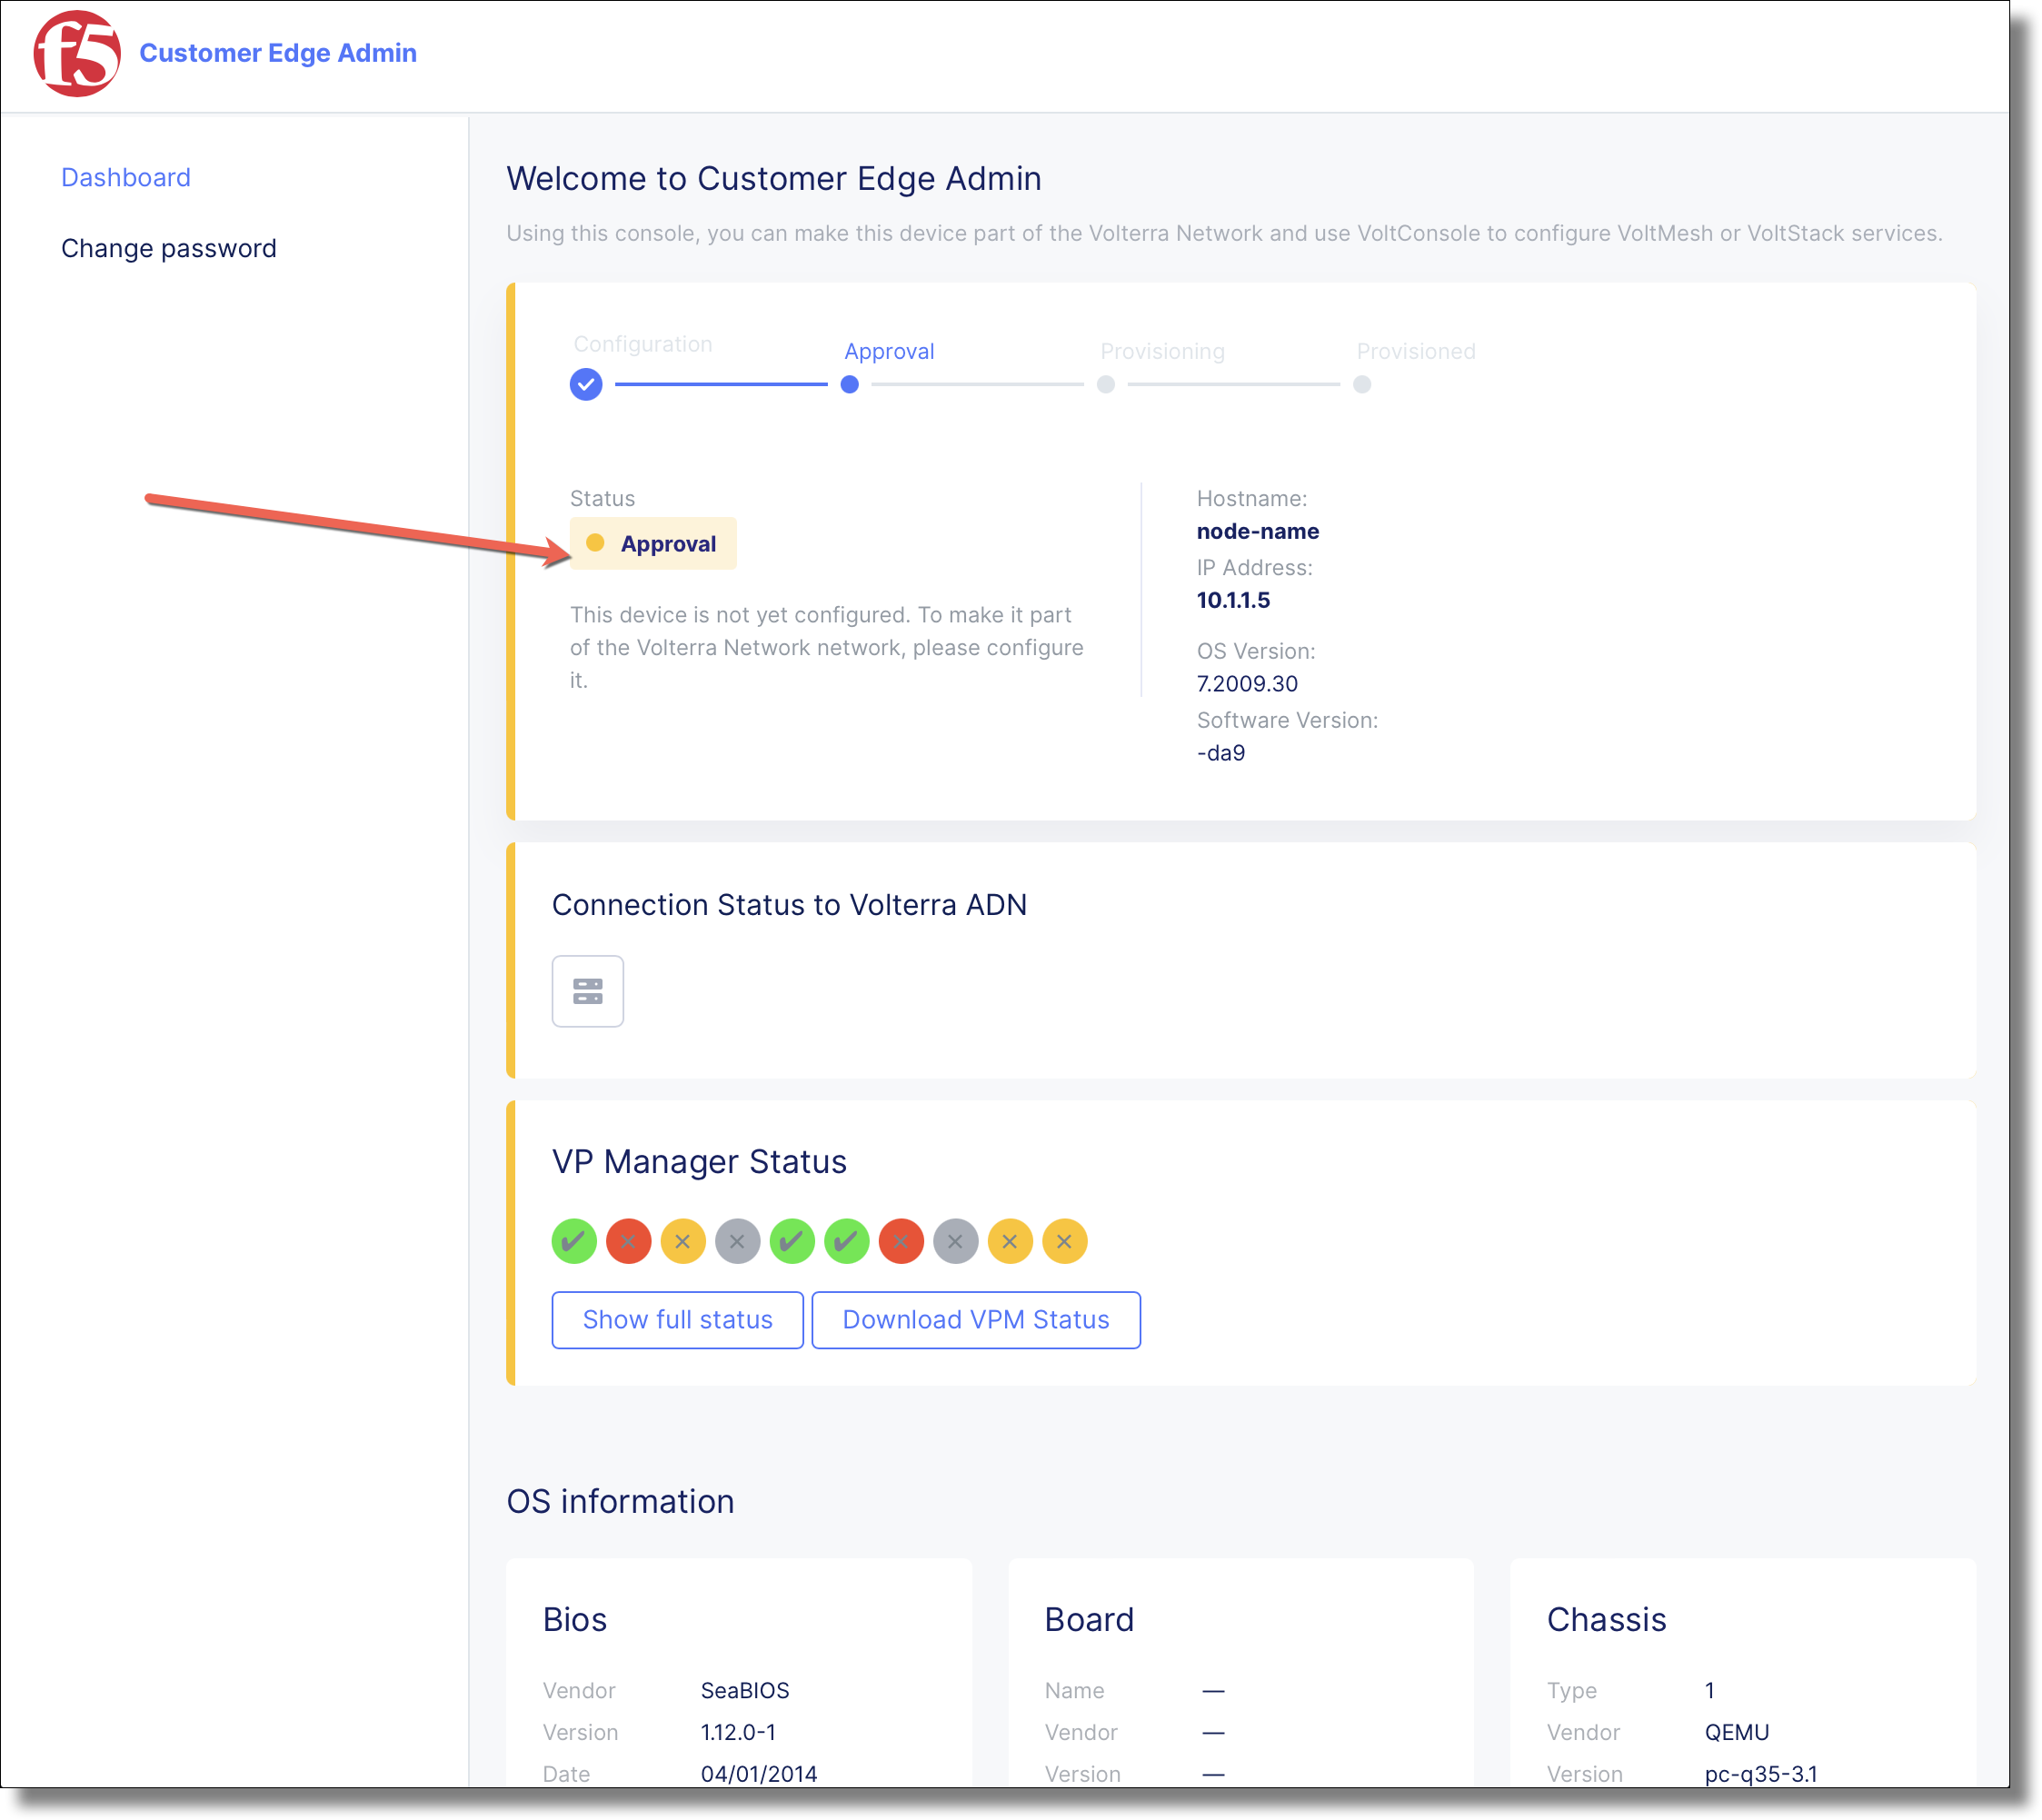 f5 Customer Edge Admin
Dashboard
Change password
Welcome to Customer Edge Admin
Using this console, you can make this device part of the Volterra Network and use VoltConsole to configure VoltMesh or VoltStack services.
Configuration
Approval
Provisioning
Provisioned
Status
Approval
This device is not yet configured. To make it part
of the Volterra Network network, please configure
it.
Hostname:
node-name
IP Address:
10.1.1.5
OS Version:
7.2009.30
Software Version:
-da9
Connection Status to Volterra ADN
VP Manager Status
Show full status
Download VPM Status
OS information
Bios
Vendor SeaBIOS
Version 1.12.0-1
Date 04/01/2014
Board
Name —
Vendor —
Version —
Chassis
Type 1
Vendor QEMU
Version pc-q35-3.1